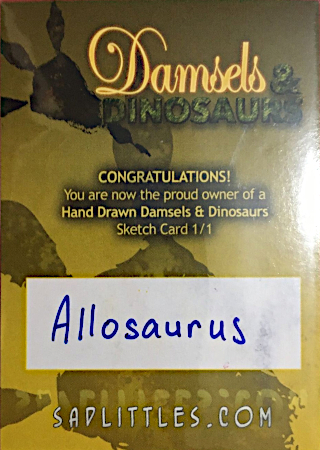 Damsels &
DINOSAURS
CONGRATULATIONS!
You are now the proud owner of a
Hand Drawn Damsels & Dinosaurs
Sketch Card 1/1
Allosaurus
SADLITTLES.COM